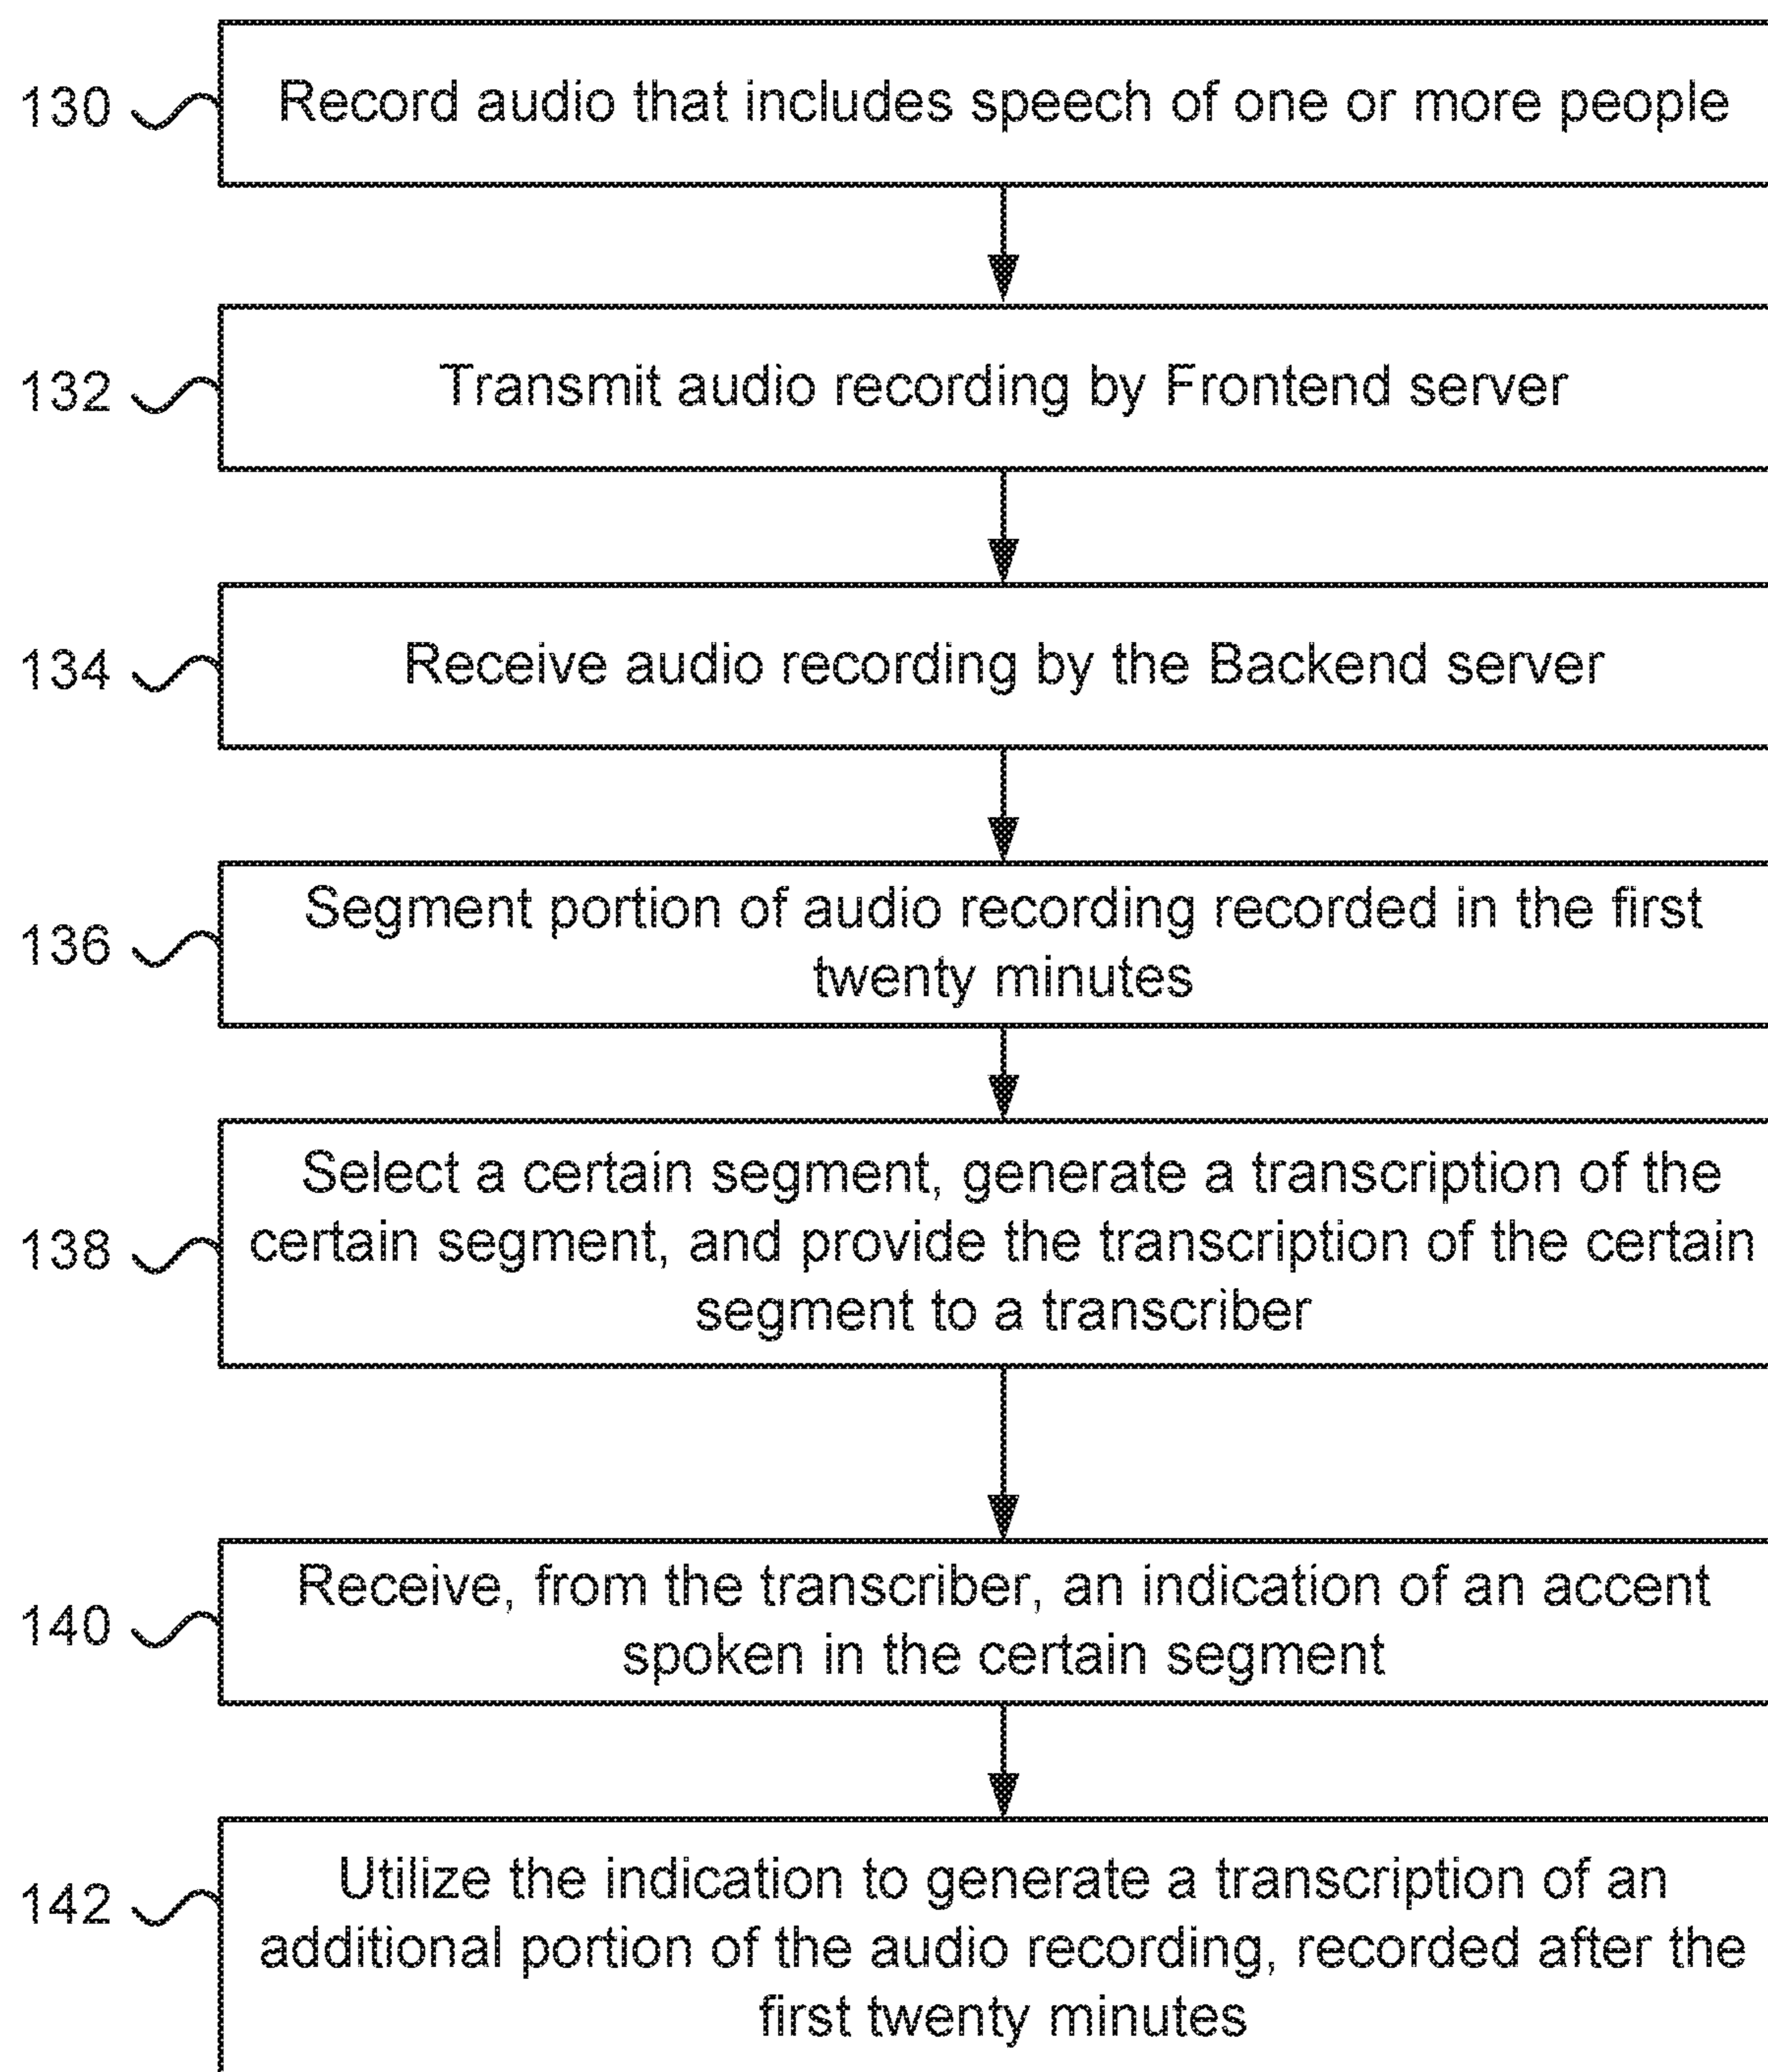 130 Record audio that includes speech of one or more people
132 Transmit audio recording by Frontend server
134 Receive audio recording by the Backend server
Segment portion of audio recording recorded in the first
136 twenty minutes
Select a certain segment, generate a transcription of the
138 certain segment, and provide the transcription of the certain
segment to a transcriber
Receive, from the transcriber, an indication of an accent
140 spoken in the certain segment
Utilize the indication to generate a transcription of an
142 additional portion of the audio recording, recorded after the
first twenty minutes